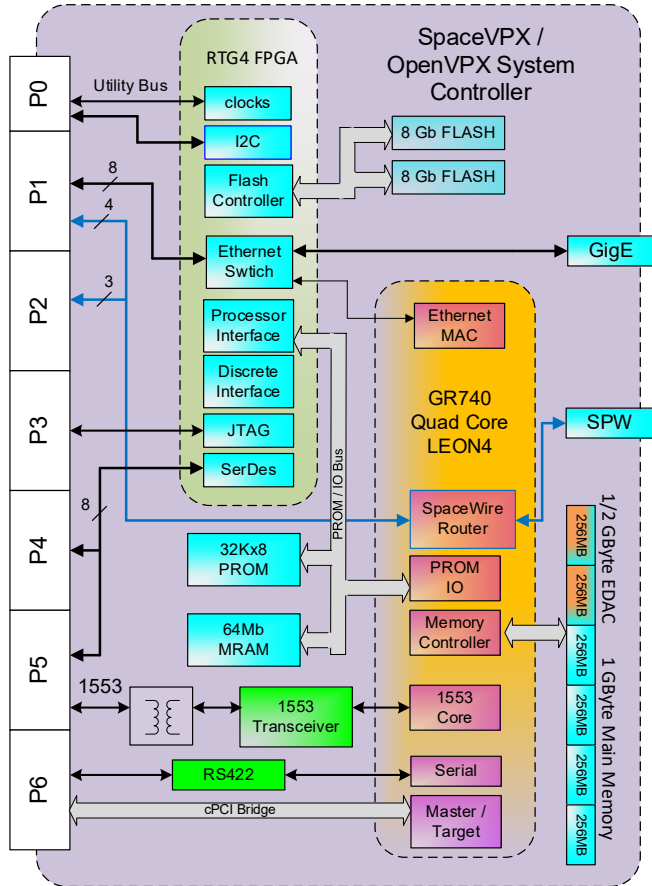 SpaceVPX /
OpenVPX System
Controller
RTG4 FPGA
P0
P1
P2
P3
P4
P5
P6
Utility Bus
clocks
I2C
Flash
Controller
8 Gb FLASH
8 Gb FLASH
8
4
3
Ethernet
Swtich
GigE
Ethernet
MAC
Processor
Interface
Discrete
Interface
JTAG
SerDes
8
PROM / IO Bus
GR740
Quad Core
LEON4
SPW
SpaceWire
Router
32Kx8
PROM
PROM
IO
64Mb
MRAM
Memory
Controller
1/2 GByte EDAC
1 GByte Main Memory
256MB
256MB
256MB
256MB
256MB
256MB
1553
1553
Transceiver
1553
Core
RS422
Serial
cPCI Bridge
Master /
Target